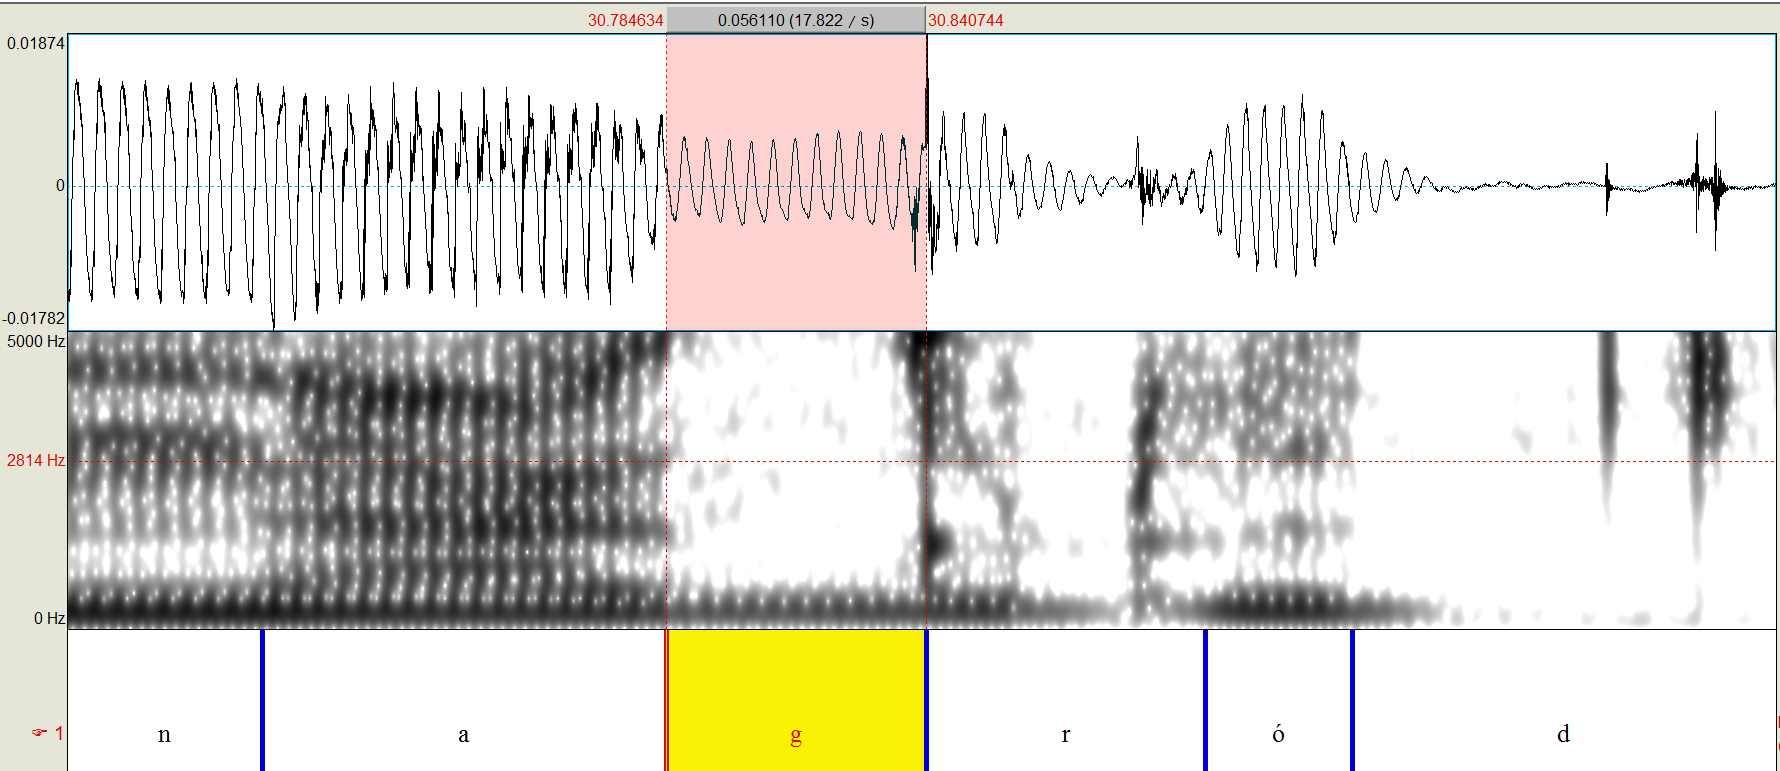 30.784634 0.056110 (17.822 / s) 30.840744
0.01874
0
-0.01782
5000 Hz
2814 Hz
0 Hz
☞ 1 n a g r ó d